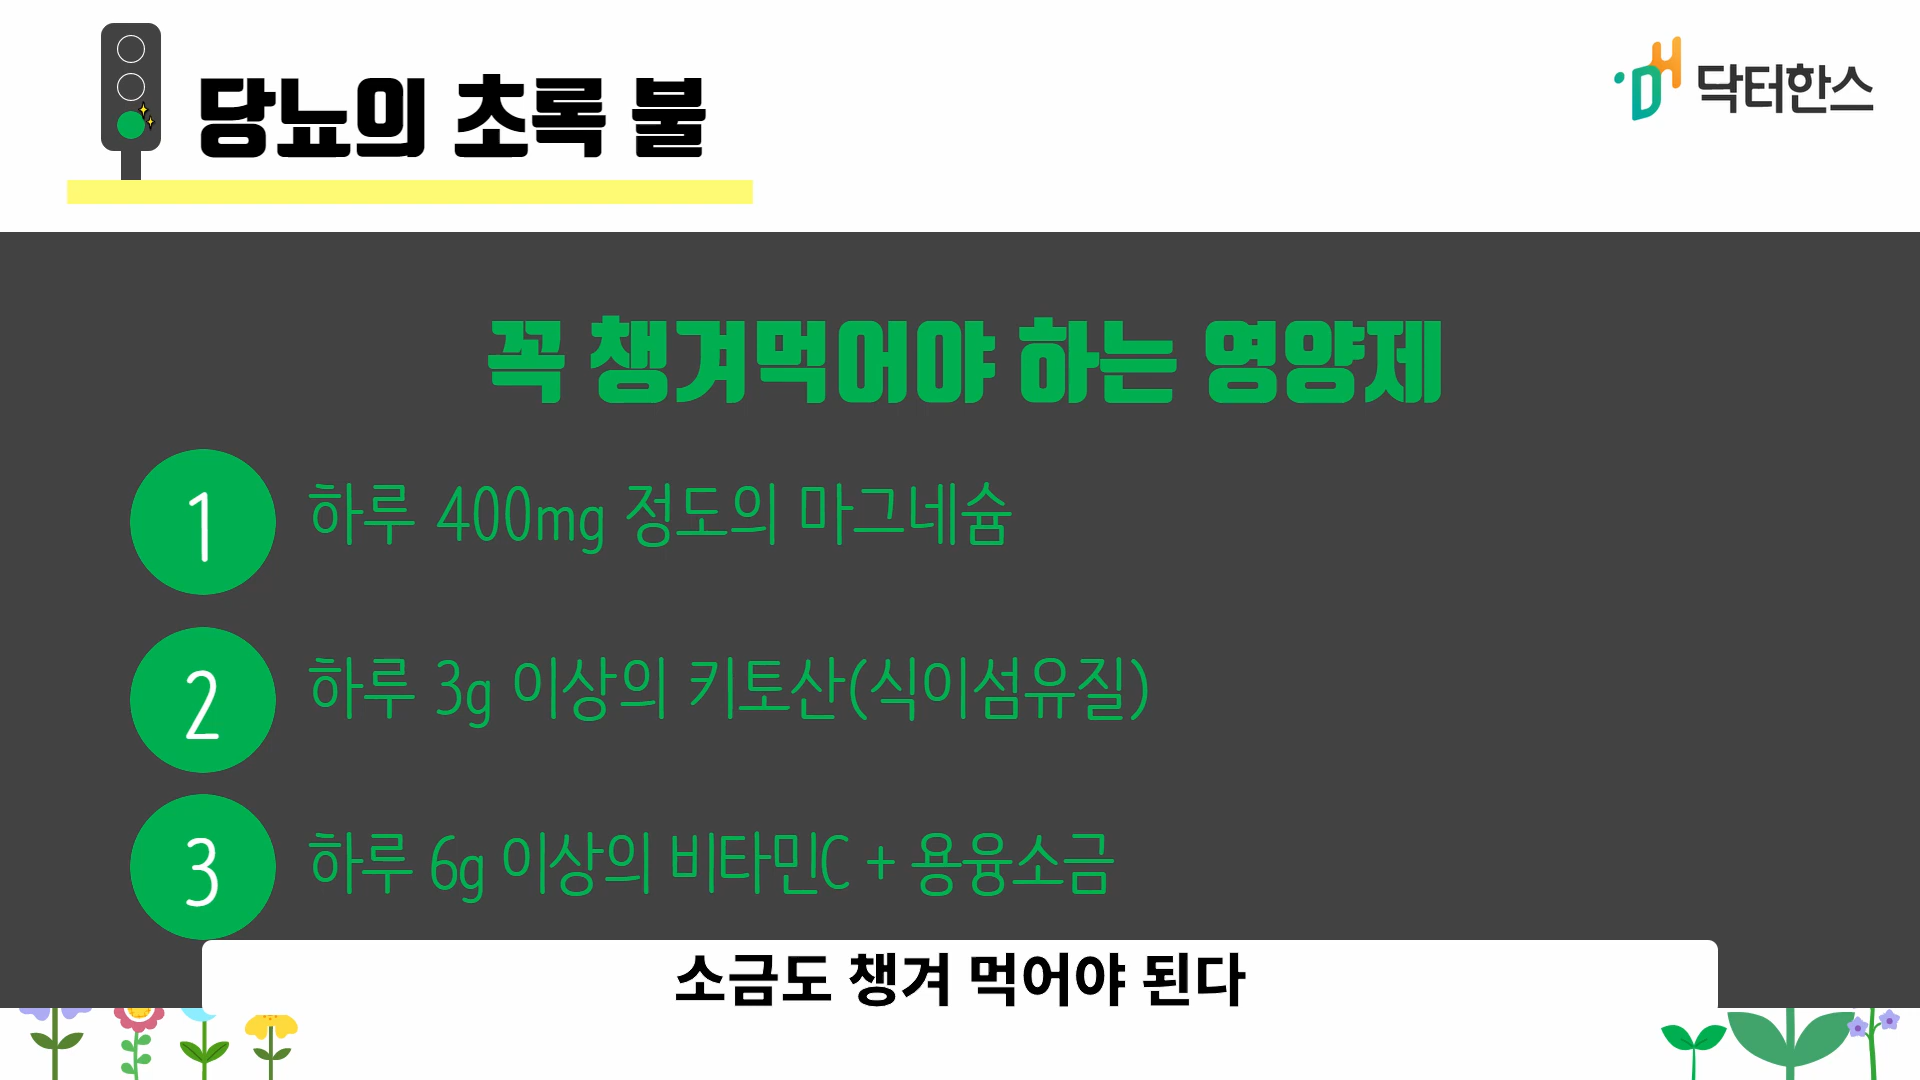 당뇨의 초록 불
닥터한스
꼭 챙겨먹어야 하는 영양제
1 하루 400mg 정도의 마그네슘
2 하루 3g 이상의 키토산(식이섬유질)
3 하루 6g 이상의 비타민C + 용융소금
소금도 챙겨 먹어야 된다